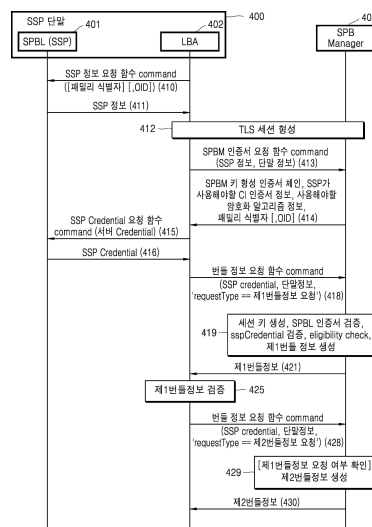 SSP 단말
400
401
402
40
SPBL (SSP)
LBA
SPB
Manager
SSP 정보 요청 함수 command
([패밀리 식별자] [,OID]) (410)
SSP 정보 (411)
412
TLS 세션 형성
SPBM 인증서 요청 함수 command
(SSP 정보, 단말 정보) (413)
SPBM 키 형성 인증서 체인, SSP가
사용해야할 CI 인증서 정보, 사용해야할
암호화 알고리즘 정보,
패밀리 식별자 [,OID] (414)
SSP Credential 요청 함수
command (서버 Credential) (415)
SSP Credential (416)
번들 정보 요청 함수 command
(SSP credential, 단말정보,
'requestType == 제1번들정보 요청') (418)
419
세션 키 생성, SPBL 인증서 검증,
sspCredential 검증, eligibility check,
제1번들 정보 생성
제1번들정보 (421)
제1번들정보 검증
425
번들 정보 요청 함수 command
(SSP credential, 단말정보,
'requestType == 제2번들정보 요청') (428)
429
[제1번들정보 요청 여부 확인]
제2번들정보 생성
제2번들정보 (430)